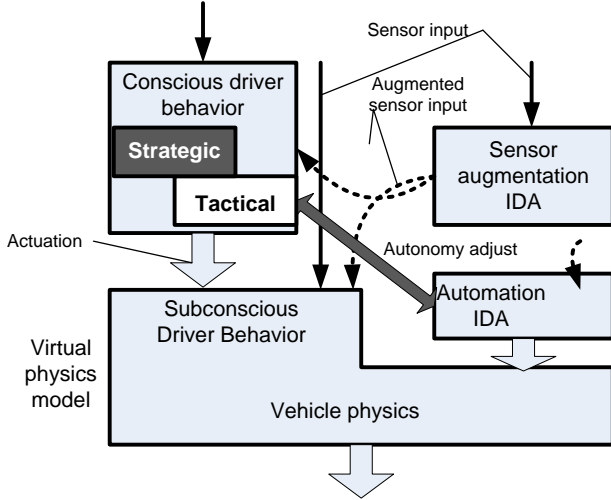 Sensor input
Conscious driver
behavior
Augmented
sensor input
Strategic
Sensor
augmentation
IDA
Tactical
Actuation
Autonomy adjust
Subconscious
Driver Behavior
Automation
IDA
Virtual
physics
model
Vehicle physics